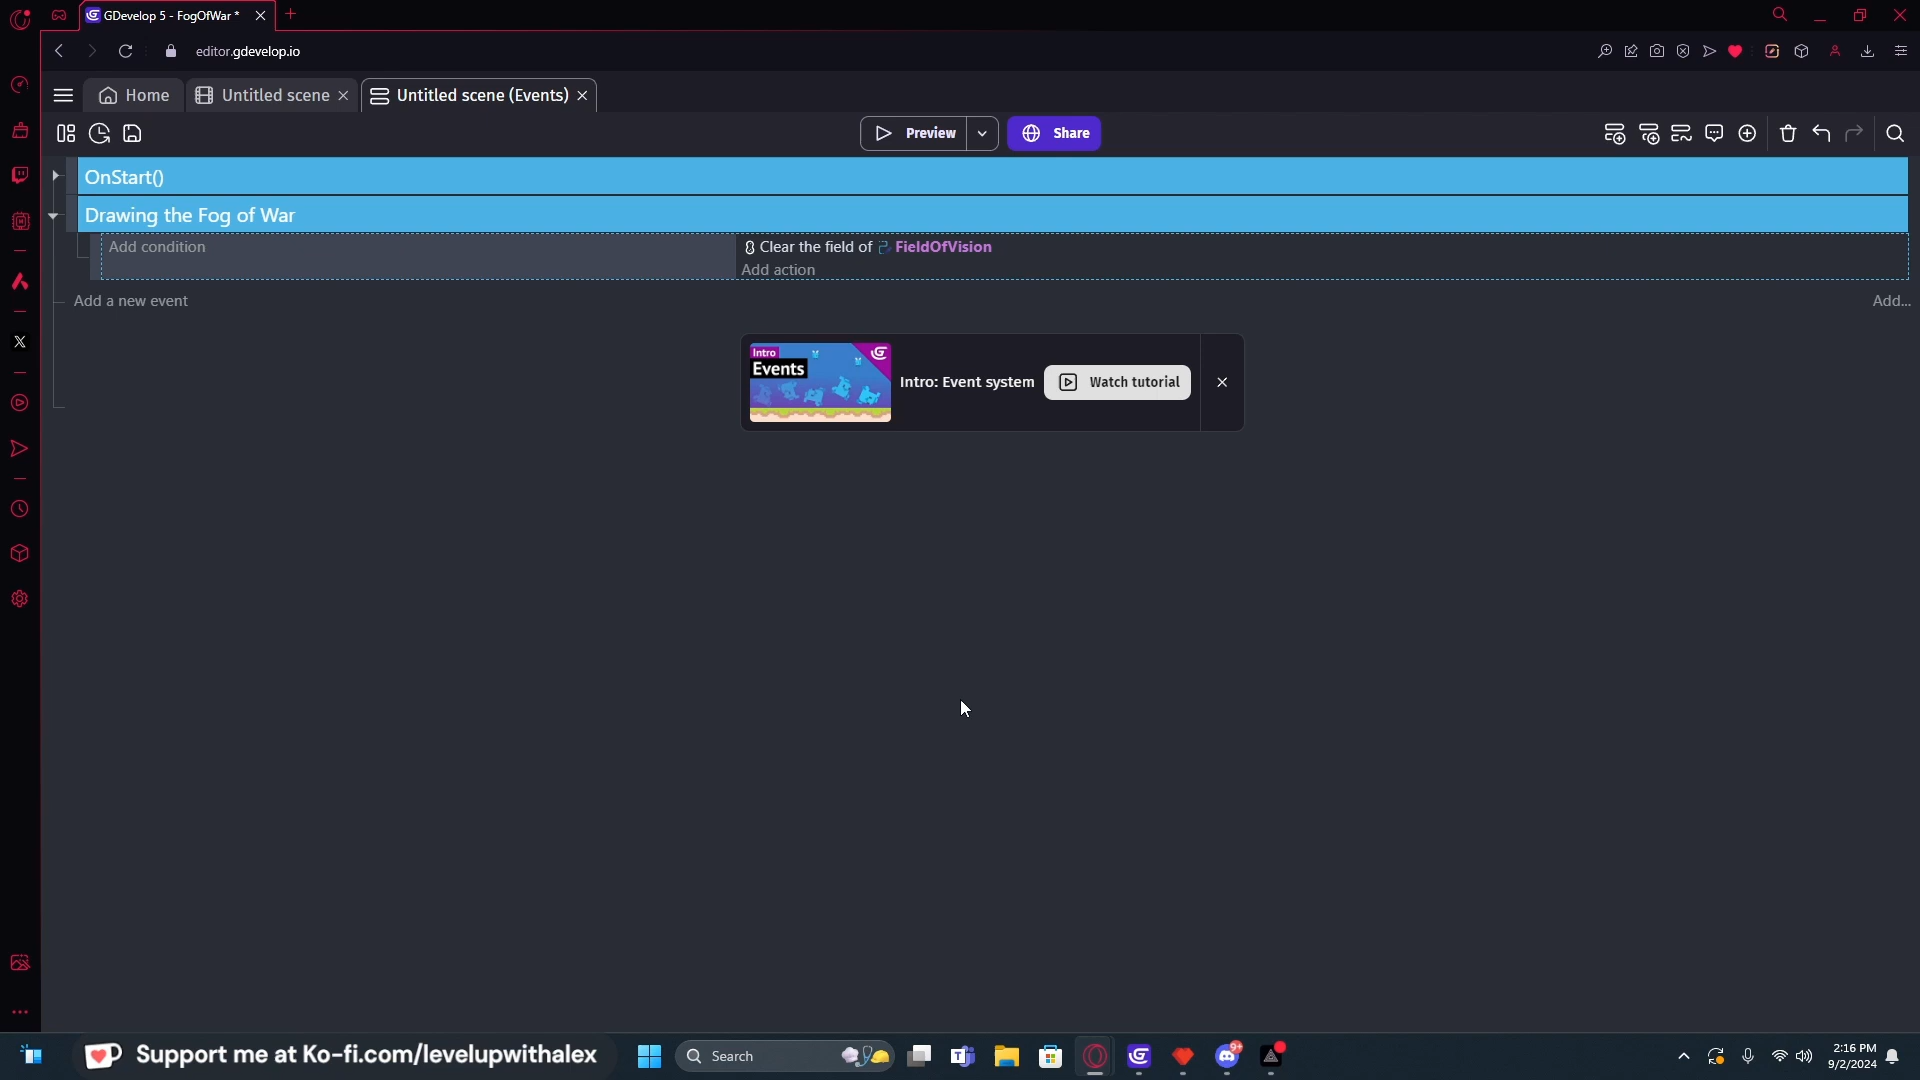 GDevelop 5 - FogOfWar *
editor.gdevelop.io
Home
Untitled scene
Untitled scene (Events)
Preview
Share
OnStart()
Drawing the Fog of War
Add condition
Clear the field of FieldOfVision
Add action
Add a new event
Add...
Intro
Events
Intro: Event system
Watch tutorial
Support me at Ko-fi.com/levelupwithalex
Search
9+
2:16 PM
9/2/2024